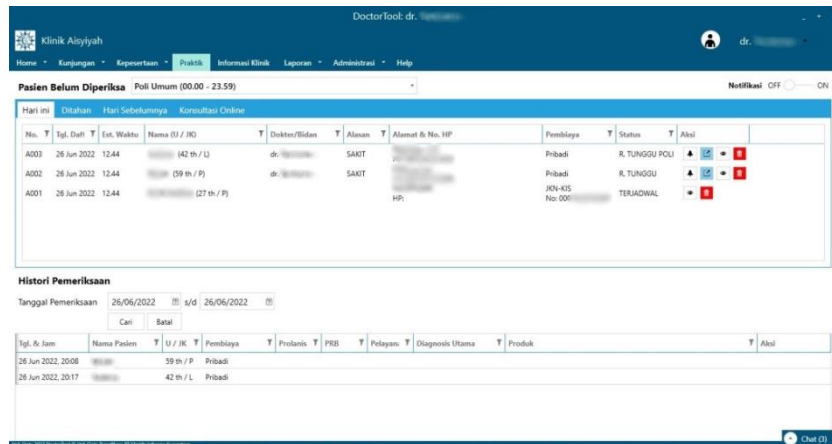 DoctorTool: dr.
Klinik Aisyiyah
dr.
Home Kunjungan Kepesertaan Praktik Informasi Klinik Laporan Administrasi Help
Pasien Belum Diperiksa Poli Umum (00.00 - 23.59) Notifikasi OFF ON
Hari ini Ditahan Hari Sebelumnya Konsultasi Online
No. Tgl. Daft Est. Waktu Nama (U / JK) Dokter/Bidan Alasan Alamat & No. HP Pembiaya Status Aksi
A003 26 Jun 2022 12.44 (42 th / L) dr. SAKIT Pribadi R. TUNGGU POLI
A002 26 Jun 2022 12.44 (59 th / P) dr. SAKIT Pribadi R. TUNGGU
A001 26 Jun 2022 12.44 (27 th / P) HP: JKN-KIS TERJADWAL
No: 000
Histori Pemeriksaan
Tanggal Pemeriksaan 26/06/2022 s/d 26/06/2022
Cari Batal
Tgl. & Jam Nama Pasien U / JK Pembiaya Prolanis PRB Pelayan: Diagnosis Utama Produk Aksi
26 Jun 2022, 20:08 59 th / P Pribadi
26 Jun 2022, 20:17 42 th / L Pribadi
Chat (3)